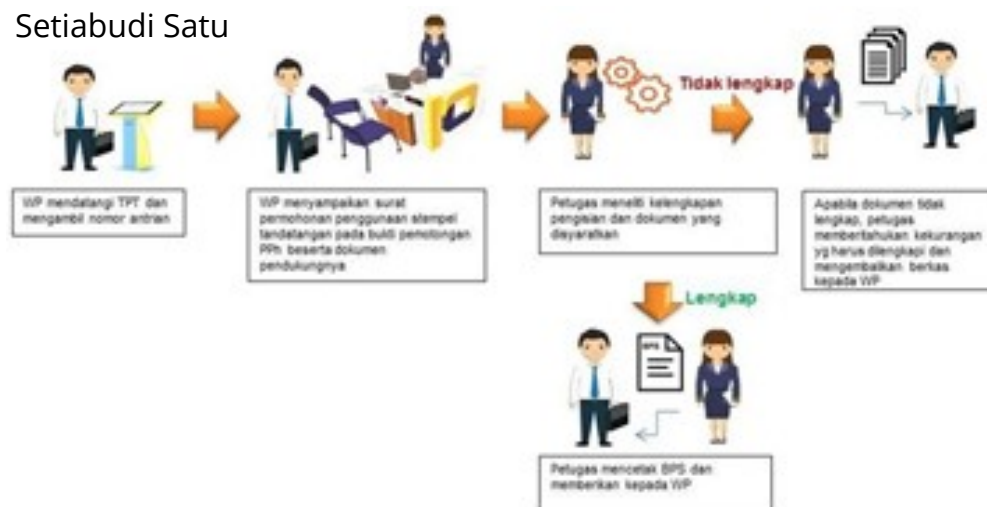 Setiabudi Satu
Tidak lengkap
WP mendatangi TPT dan
mengambil nomor antrian
WP menyampaikan surat
permohonan penggunaan stempel
tandatangan pada bukti pemotongan
PPh beserta dokumen
pendukungnya
Petugas meneliti kelengkapan
pengisian dan dokumen yang
disyaratkan
Apabila dokumen tidak
lengkap, petugas
memberitahukan kekurangan
yg harus dilengkapi dan
mengembalikan berkas
kepada WP
Lengkap
BPS
Petugas mencetak BPS dan
memberikan kepada WP